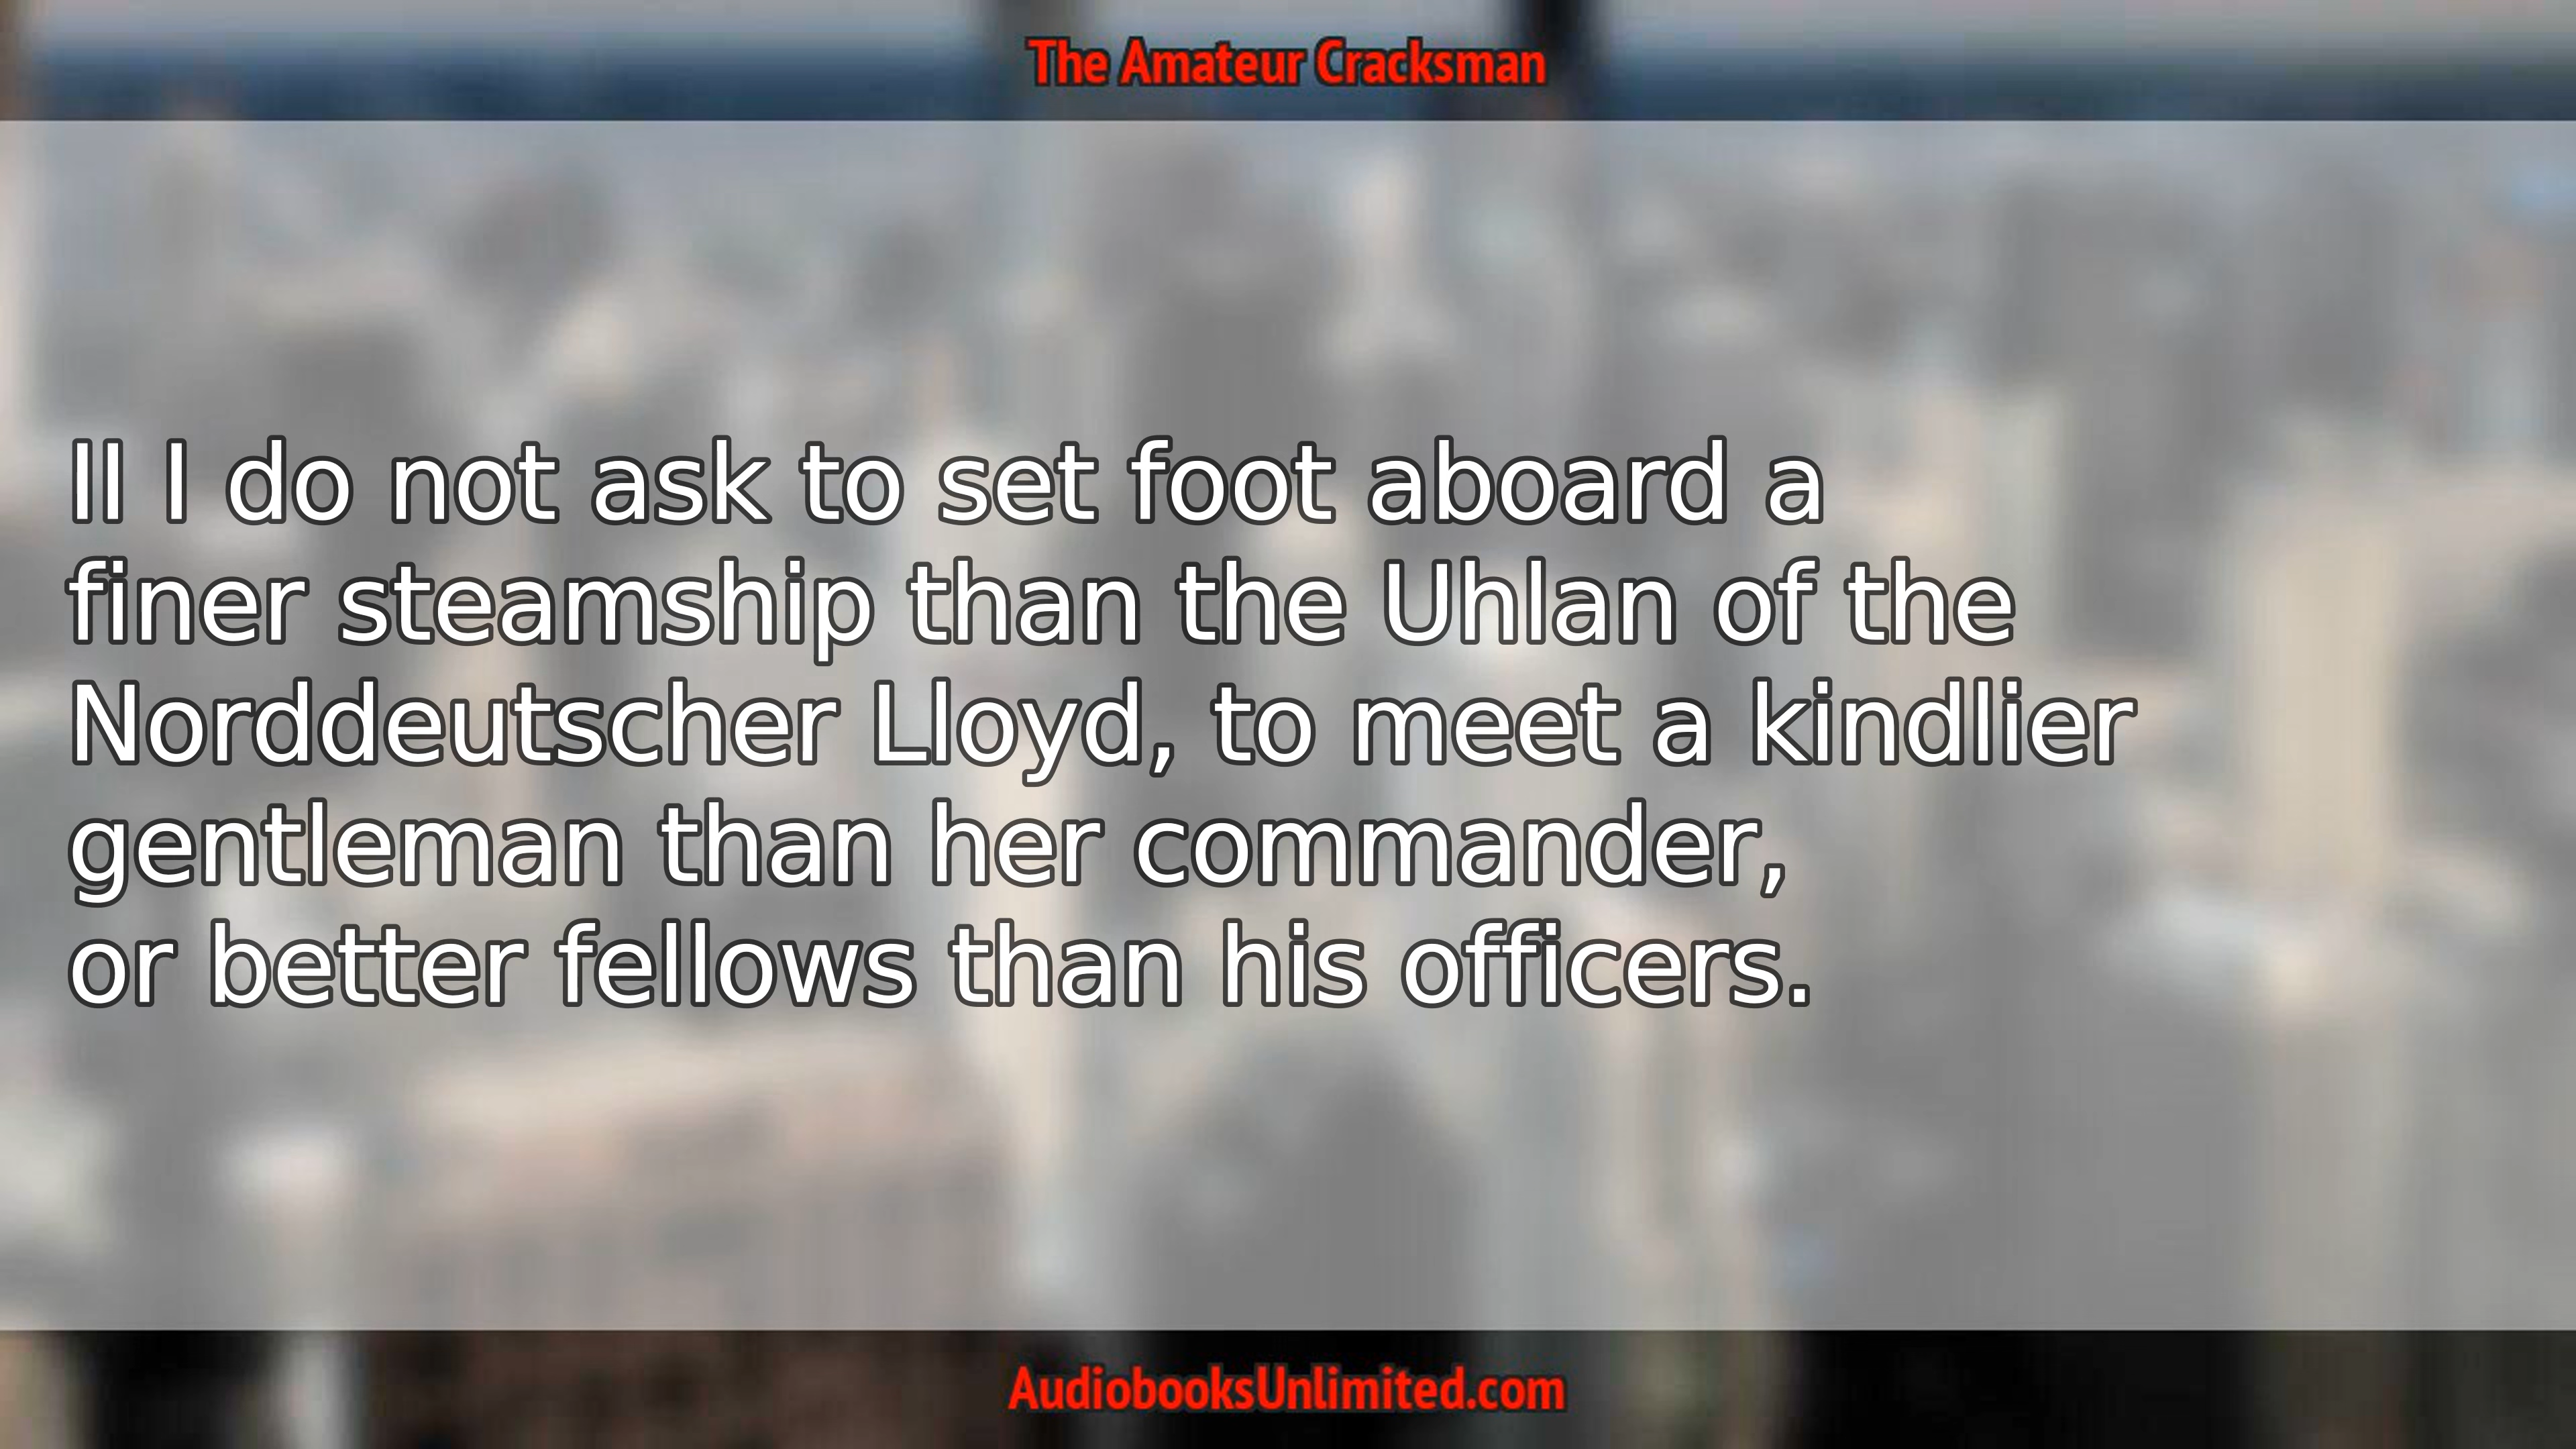 The Amateur Cracksman
II I do not ask to set foot aboard a
finer steamship than the Uhlan of the
Norddeutscher Lloyd, to meet a kindlier
gentleman than her commander,
or better fellows than his officers.
AudiobooksUnlimited.com